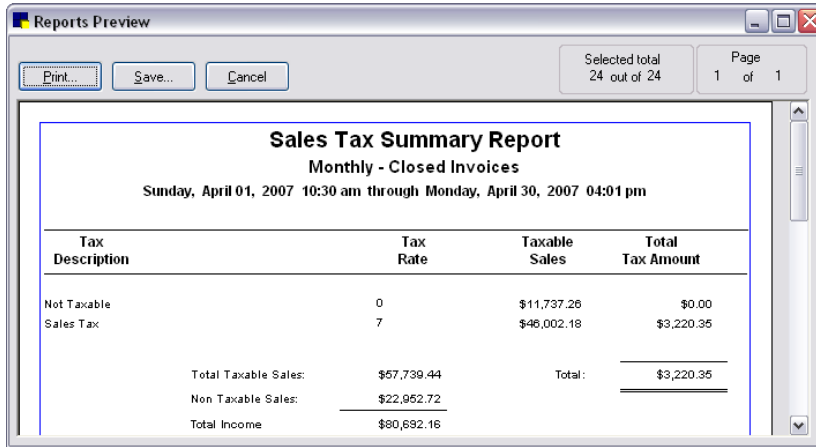 Reports Preview
Print... Save... Cancel
Selected total
24 out of 24
Page
1 of 1
Sales Tax Summary Report
Monthly - Closed Invoices
Sunday, April 01, 2007 10:30 am through Monday, April 30, 2007 04:01 pm
Tax Description Tax Rate Taxable Sales Total Tax Amount
Not Taxable 0 $11,737.26 $0.00
Sales Tax 7 $46,002.18 $3,220.35
Total Taxable Sales: $57,739.44 Total: $3,220.35
Non Taxable Sales: $22,952.72
Total Income $80,692.16